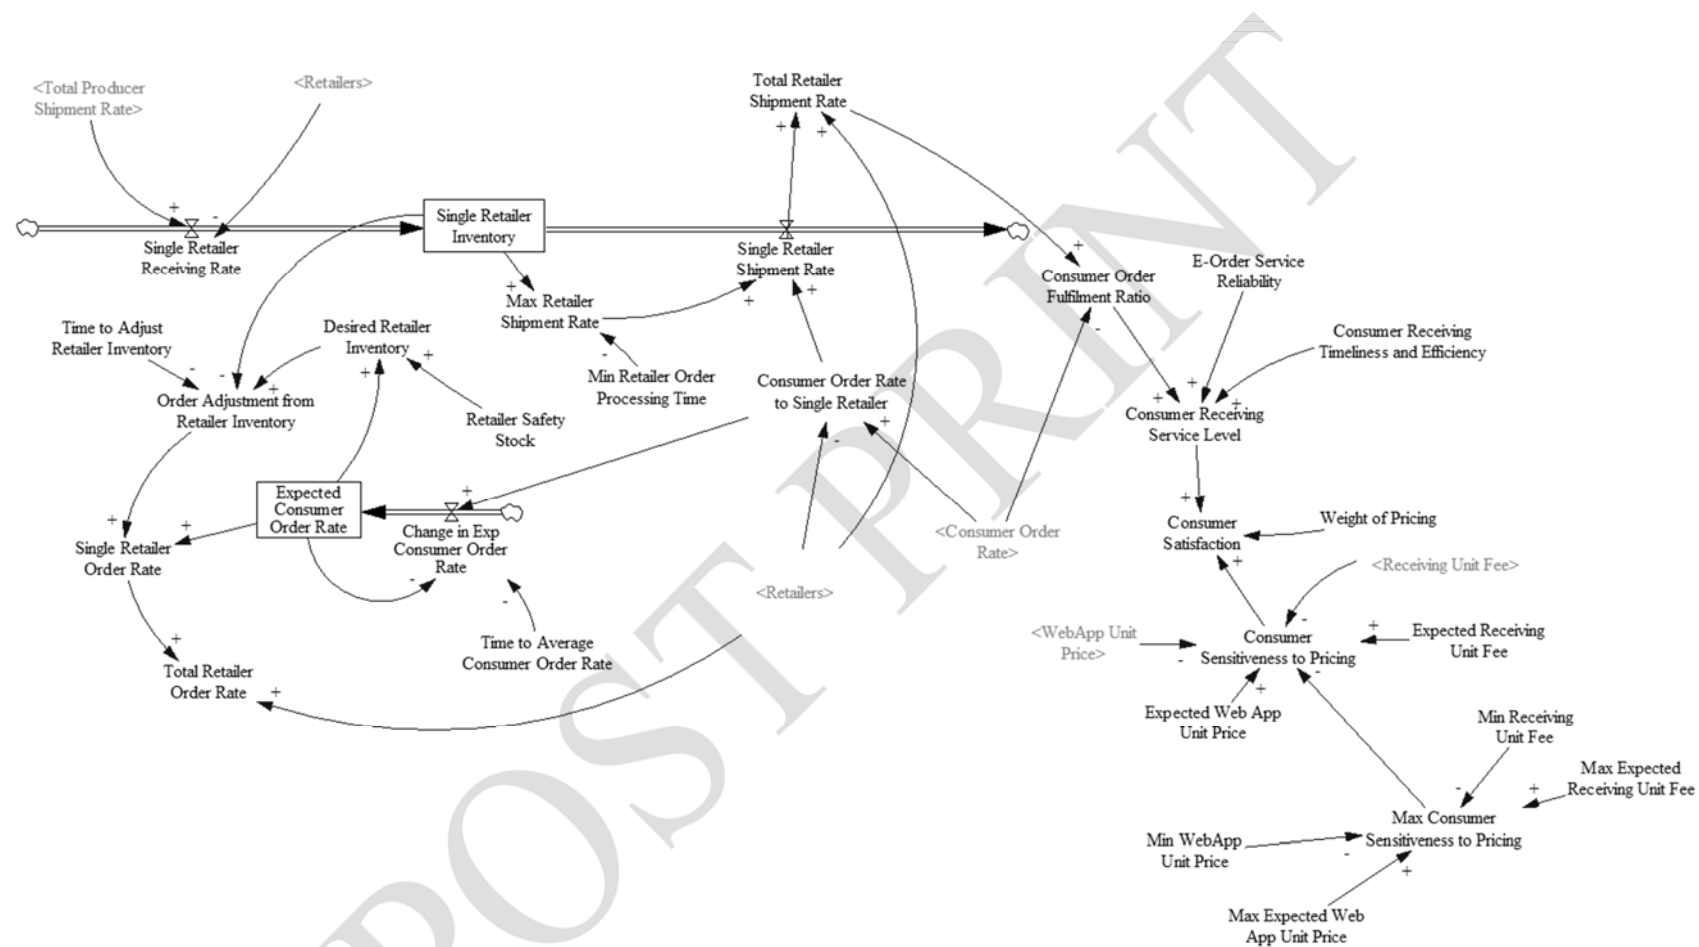 <Total Producer
Shipment Rate>
<Retailers>
Total Retailer
Shipment Rate
+
+
+
-
Single Retailer
Inventory
Single Retailer
Receiving Rate
Single Retailer
Shipment Rate
+
Consumer Order
Fulfilment Ratio
E-Order Service
Reliability
+
Max Retailer
Shipment Rate
+
+
-
Time to Adjust
Retailer Inventory
Desired Retailer
Inventory
Consumer Receiving
Timeliness and Efficiency
-
-
+
+
+
-
Min Retailer Order
Processing Time
Consumer Order Rate
to Single Retailer
Order Adjustment from
Retailer Inventory
+
+
+
Consumer Receiving
Service Level
Retailer Safety
Stock
+
-
Expected
Consumer
Order Rate
+
+
+
+
Change in Exp
Consumer Order
Rate
<Consumer Order
Rate>
Consumer
Satisfaction
Weight of Pricing
Single Retailer
Order Rate
-
-
<Retailers>
+
<Receiving Unit Fee>
Time to Average
Consumer Order Rate
+
Total Retailer
Order Rate
+
<WebApp Unit
Price>
-
-
+
Consumer
Sensitiveness to Pricing
Expected Receiving
Unit Fee
+
-
Expected Web App
Unit Price
Min Receiving
Unit Fee
Max Expected
Receiving Unit Fee
-
+
Max Consumer
Sensitiveness to Pricing
Min WebApp
Unit Price
-
+
Max Expected Web
App Unit Price
POST PRINT